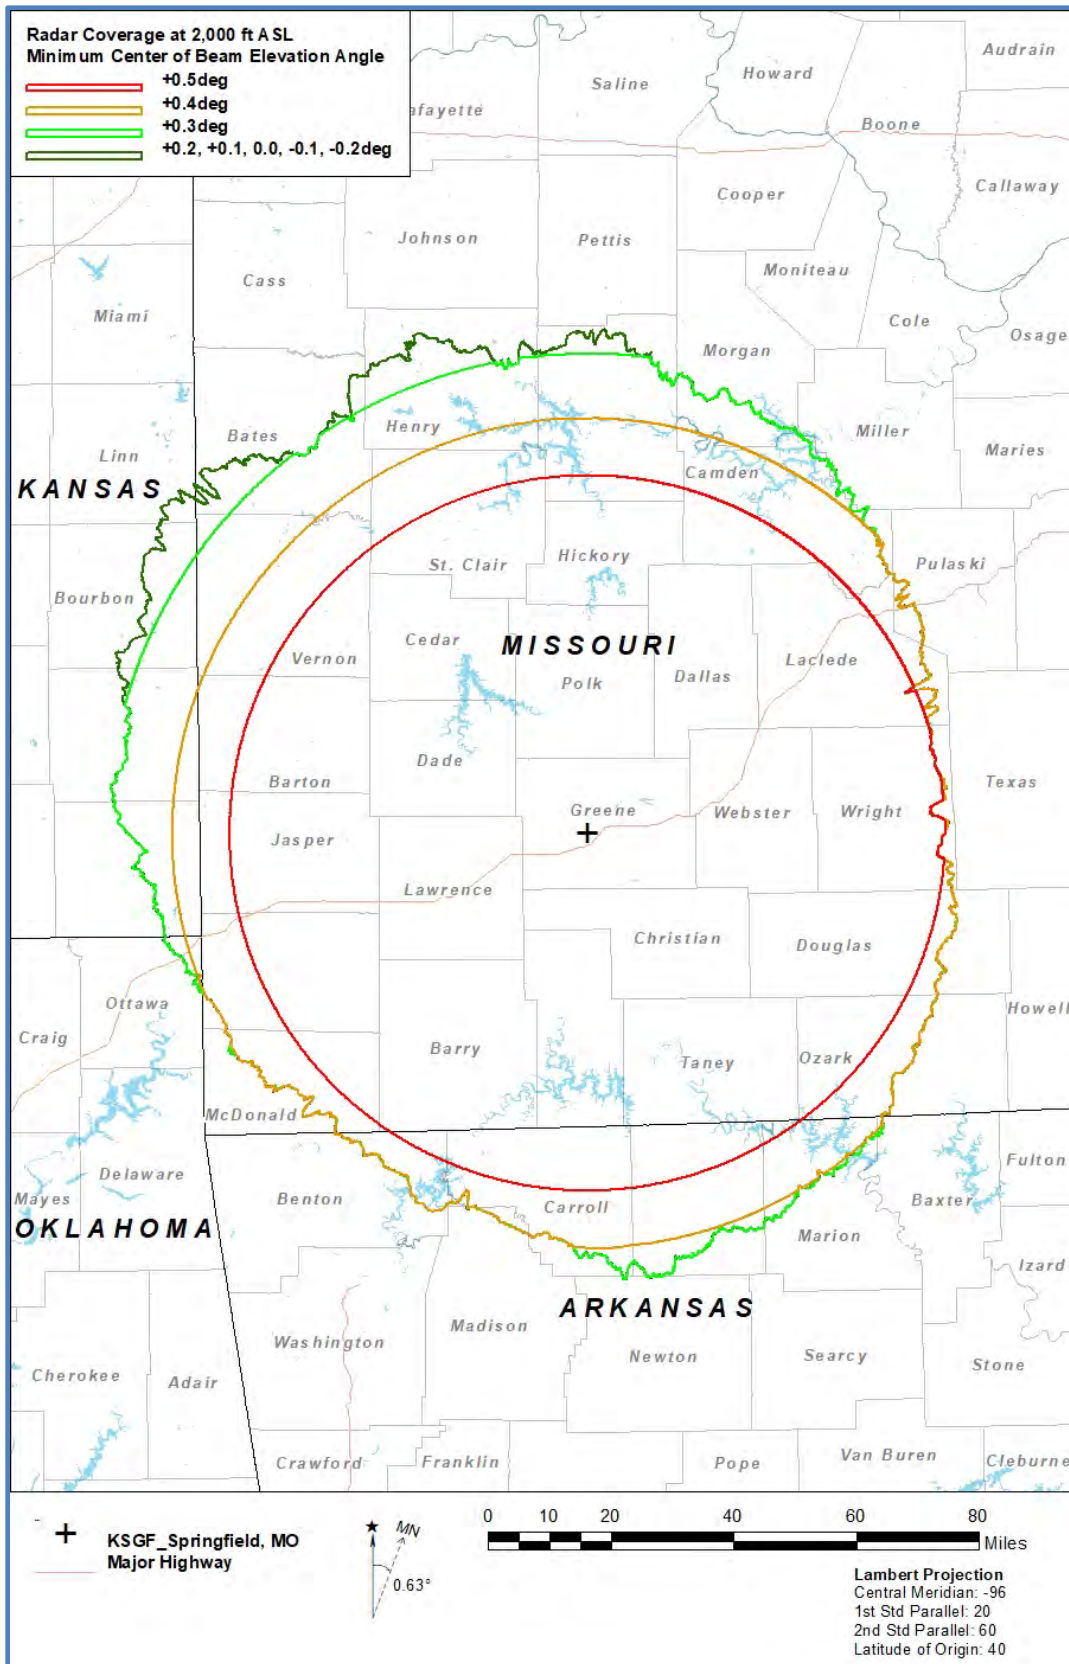 Radar Coverage at 2,000 ft ASL
Minimum Center of Beam Elevation Angle
+0.5deg
+0.4deg
+0.3deg
+0.2, +0.1, 0.0, -0.1, -0.2deg
Audrain
Howard
Saline
afayette
Boone
Callaway
Cooper
Johnson
Pettis
Moniteau
Cass
Miami
Cole
Osage
Morgan
Henry
Miller
Bates
Maries
Linn
Camden
KANSAS
Hickory
St. Clair
Pulaski
Bourbon
Cedar
MISSOURI
Vernon
Laclede
Polk
Dallas
Dade
Barton
Texas
Greene
Webster
Wright
Jasper
Lawrence
Christian
Douglas
Ottawa
Howell
Craig
Barry
Taney
Ozark
McDonald
Fulton
Delaware
Mayes
Benton
Carroll
Baxter
OKLAHOMA
Marion
Izard
ARKANSAS
Madison
Washington
Newton
Searcy
Stone
Cherokee
Adair
Van Buren
Crawford
Franklin
Pope
Cleburne
KSGF_Springfield, MO
Major Highway
MN
0.63°
0 10 20 40 60 80
Miles
Lambert Projection
Central Meridian: -96
1st Std Parallel: 20
2nd Std Parallel: 60
Latitude of Origin: 40